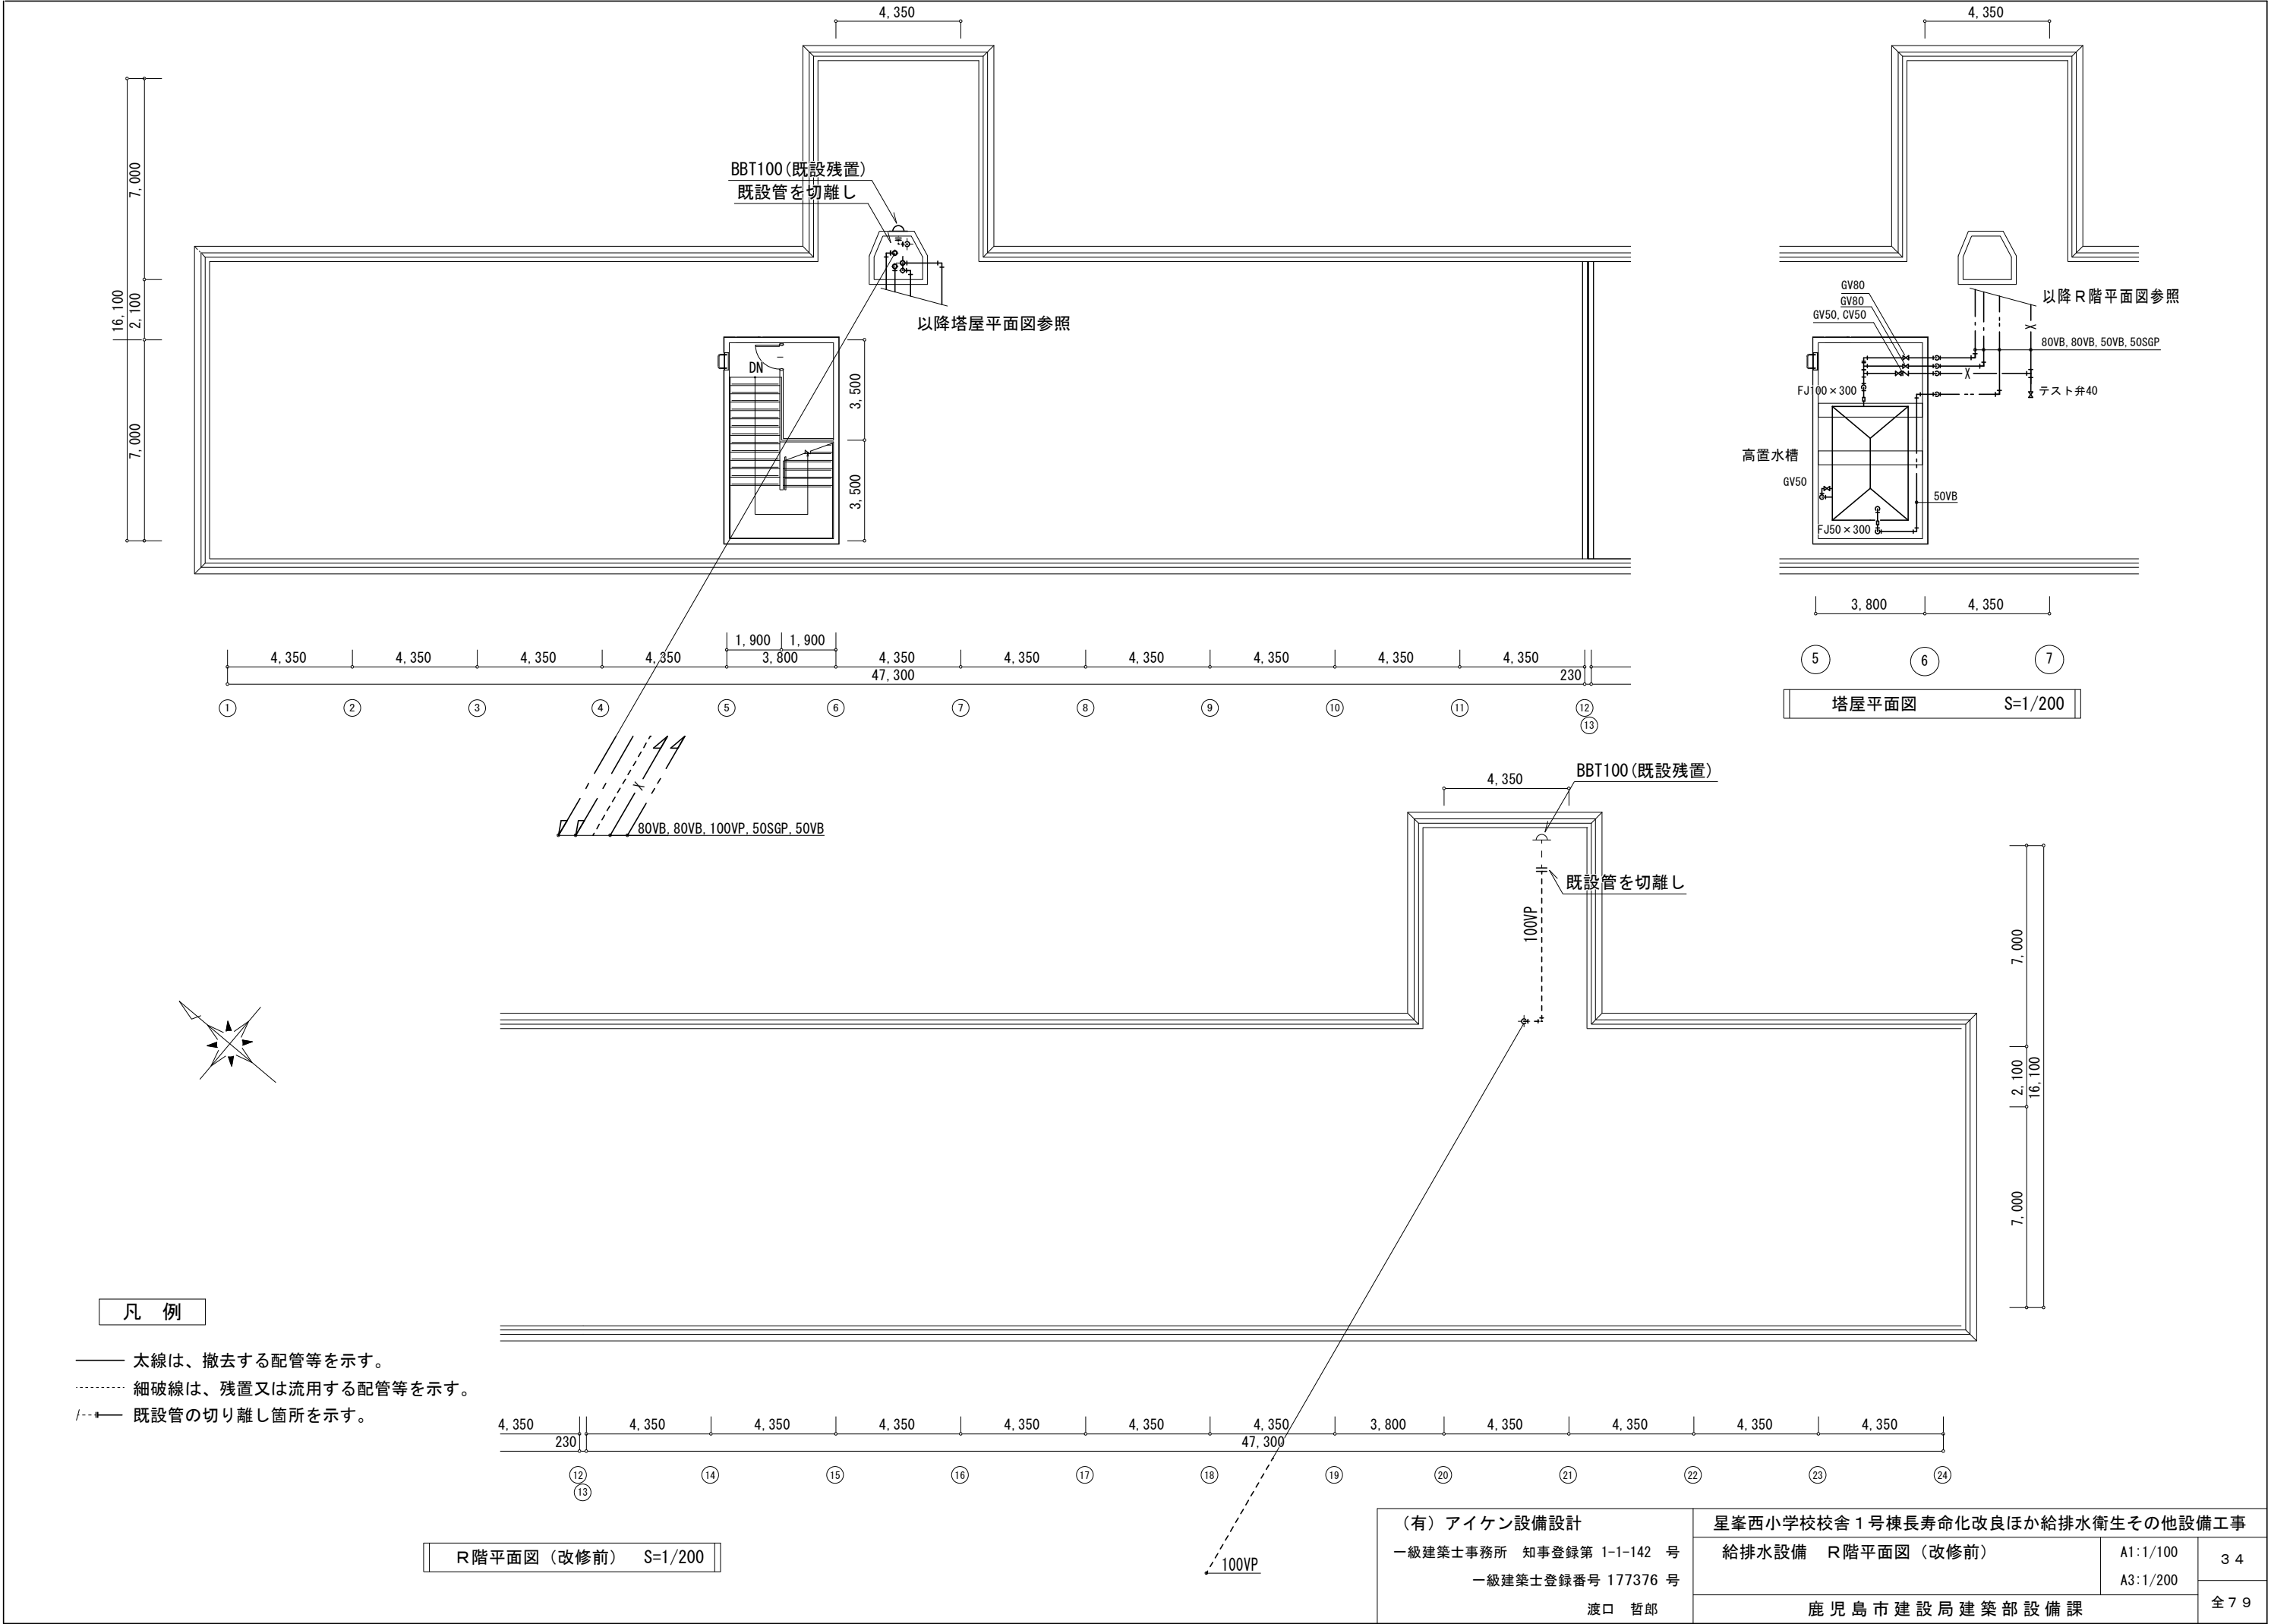 4,350
4,350
7,000
2,100
16,100
7,000
BBT100(既設残置)
既設管を切離し
以降塔屋平面図参照
DN
3,500
3,500
GV80
GV80
GV50,CV50
以降R階平面図参照
80VB,80VB,50VB,50SGP
FJ100×300
テスト弁40
高置水槽
GV50
50VB
FJ50×300
3,800
4,350
5
6
7
塔屋平面図 S=1/200
1,900
1,900
4,350
4,350
4,350
4,350
3,800
4,350
4,350
4,350
4,350
4,350
4,350
47,300
230
1
2
3
4
5
6
7
8
9
10
11
12
13
80VB,80VB,100VP,50SGP,50VB
4,350
BBT100(既設残置)
既設管を切離し
100VP
7,000
2,100
16,100
7,000
凡 例
太線は、撤去する配管等を示す。
細破線は、残置又は流用する配管等を示す。
既設管の切り離し箇所を示す。
4,350
4,350
4,350
4,350
4,350
4,350
4,350
3,800
4,350
4,350
4,350
4,350
230
47,300
12
13
14
15
16
17
18
19
20
21
22
23
24
100VP
R階平面図(改修前) S=1/200
(有)アイケン設備設計
一級建築士事務所 知事登録第 1-1-142 号
一級建築士登録番号 177376 号
渡口 哲郎
星峯西小学校校舎1号棟長寿命化改良ほか給排水衛生その他設備工事
給排水設備 R階平面図(改修前)
A1:1/100
A3:1/200
34
全79
鹿児島市建設局建築部設備課